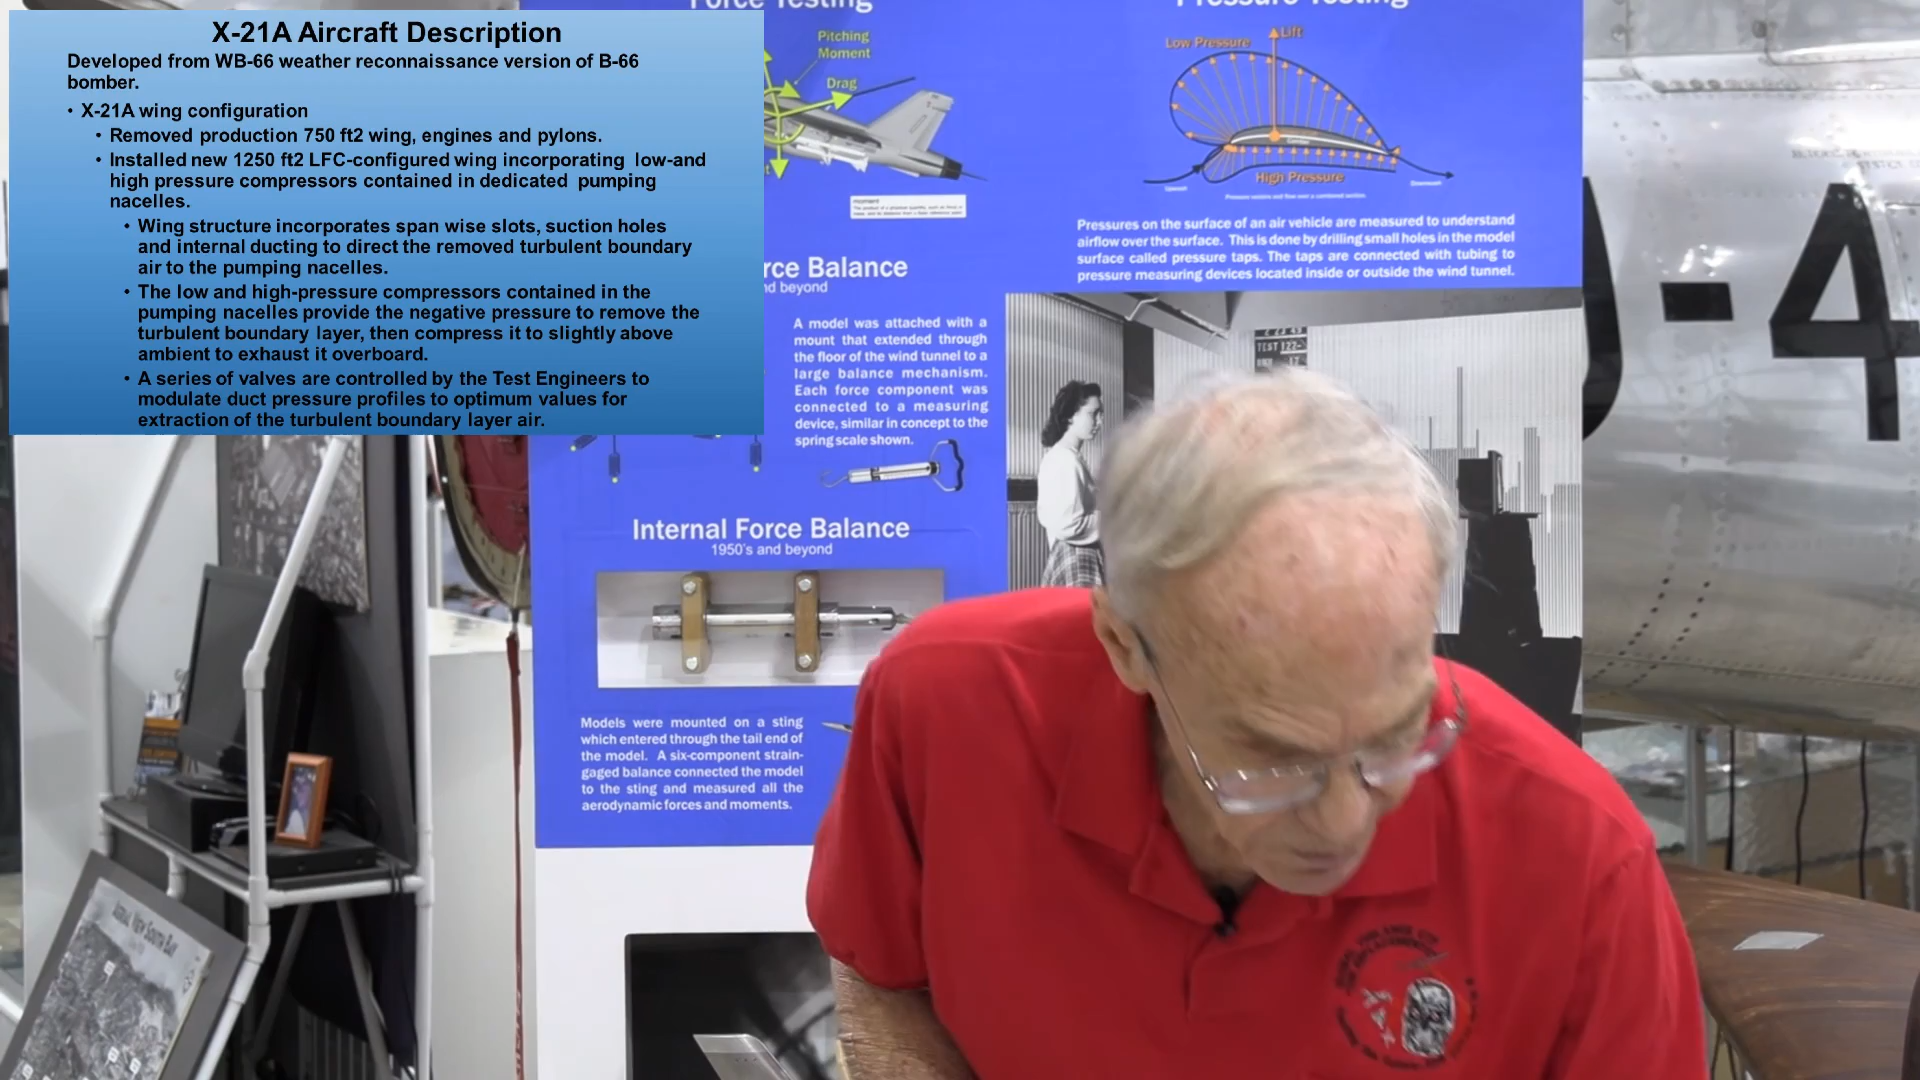 X-21A Aircraft Description
Developed from WB-66 weather reconnaissance version of B-66
bomber.
• X-21A wing configuration
• Removed production 750 ft2 wing, engines and pylons.
• Installed new 1250 ft2 LFC-configured wing incorporating low-and
high pressure compressors contained in dedicated pumping
nacelles.
• Wing structure incorporates span wise slots, suction holes
and internal ducting to direct the removed turbulent boundary
air to the pumping nacelles.
• The low and high-pressure compressors contained in the
pumping nacelles provide the negative pressure to remove the
turbulent boundary layer, then compress it to slightly above
ambient to exhaust it overboard.
• A series of valves are controlled by the Test Engineers to
modulate duct pressure profiles to optimum values for
extraction of the turbulent boundary layer air.
Force Testing
Pitching
Moment
Drag
moment
rce Balance
nd beyond
A model was attached with a
mount that extended through
the floor of the wind tunnel to a
large balance mechanism.
Each force component was
connected to a measuring
device, similar in concept to the
spring scale shown.
Internal Force Balance
1950's and beyond
Models were mounted on a sting
which entered through the tail end of
the model. A six-component strain-
gaged balance connected the model
to the sting and measured all the
aerodynamic forces and moments.
Pressure Testing
Lift
Low Pressure
High Pressure
Pressures on the surface of an air vehicle are measured to understand
airflow over the surface. This is done by drilling small holes in the model
surface called pressure taps. The taps are connected with tubing to
pressure measuring devices located inside or outside the wind tunnel.
TEST 122-
-4